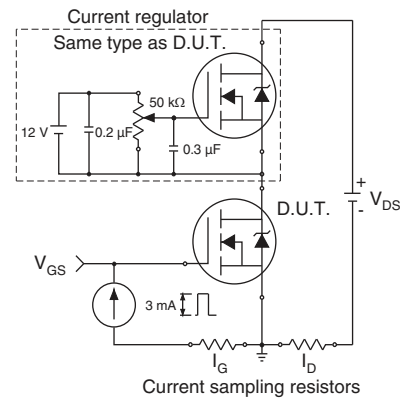 Current regulator
Same type as D.U.T.
50 kΩ
12 V
0.2 µF
0.3 µF
D.U.T.
+
V_DS
-
V_GS
3 mA
I_G
I_D
Current sampling resistors